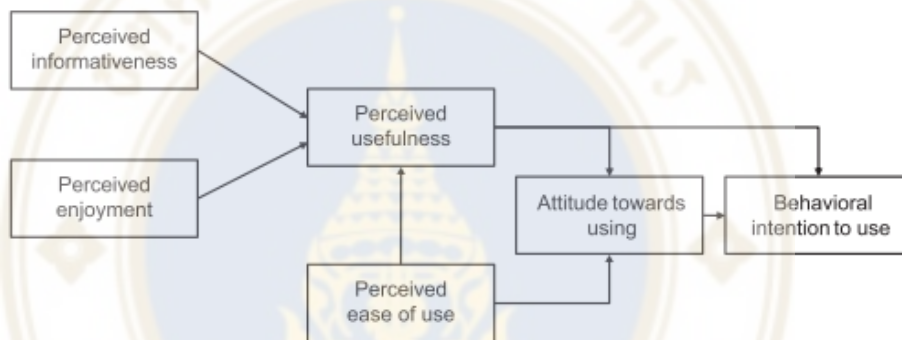 Perceived
informativeness
Perceived
usefulness
Perceived
enjoyment
Attitude towards
using
Behavioral
intention to use
Perceived
ease of use